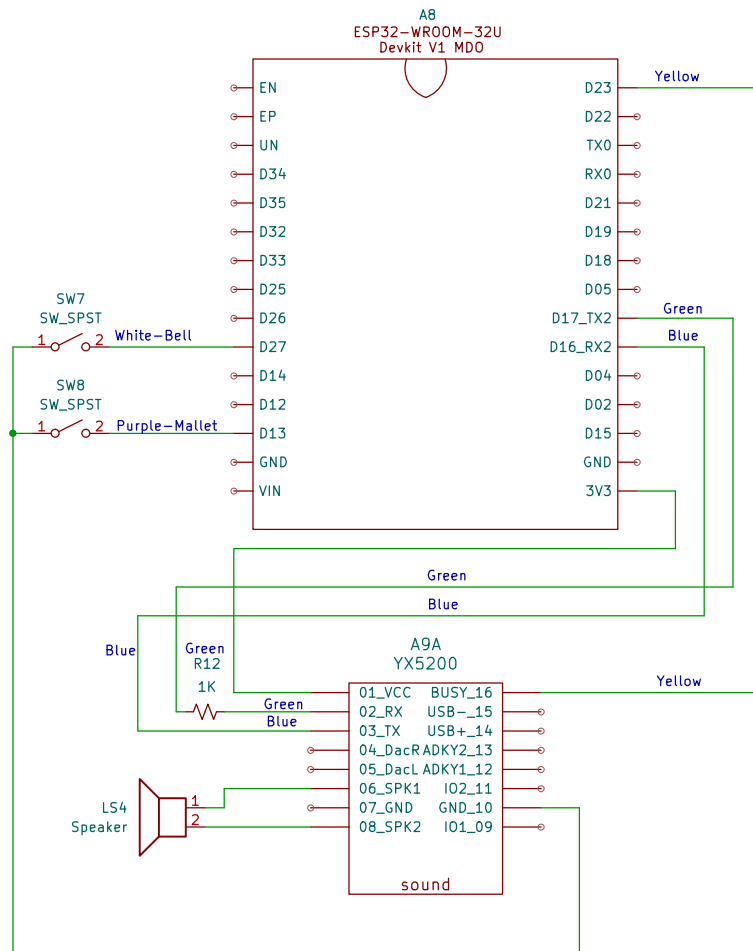 A8
ESP32-WROOM-32U
Devkit V1 MDO
EN
D23
Yellow
EP
D22
UN
TX0
D34
RX0
D35
D21
D32
D19
D33
D18
D25
D05
SW7
SW_SPST
1
2
White-Bell
D26
D17_TX2
Green
D27
D16_RX2
Blue
D14
D04
SW8
SW_SPST
1
2
Purple-Mallet
D12
D02
D13
D15
GND
GND
VIN
3V3
Green
Blue
Blue
Green
R12
1K
Green
Blue
A9A
YX5200
01_VCC
BUSY_16
Yellow
02_RX
USB-_15
03_TX
USB+_14
04_DacR
ADKY2_13
05_DacL
ADKY1_12
06_SPK1
IO2_11
07_GND
GND_10
08_SPK2
IO1_09
LS4
Speaker
1
2
sound